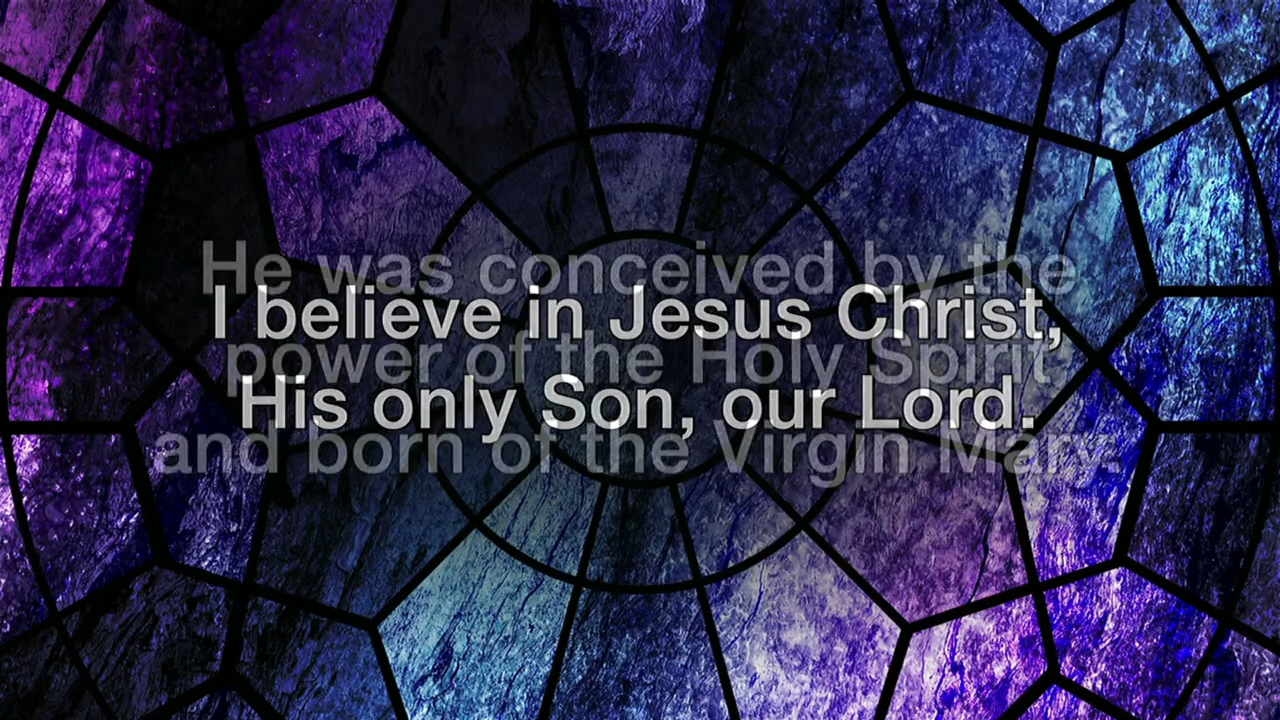 He was conceived by the
I believe in Jesus Christ,
power of the Holy Spirit
His only Son, our Lord.
and born of the Virgin Mary.